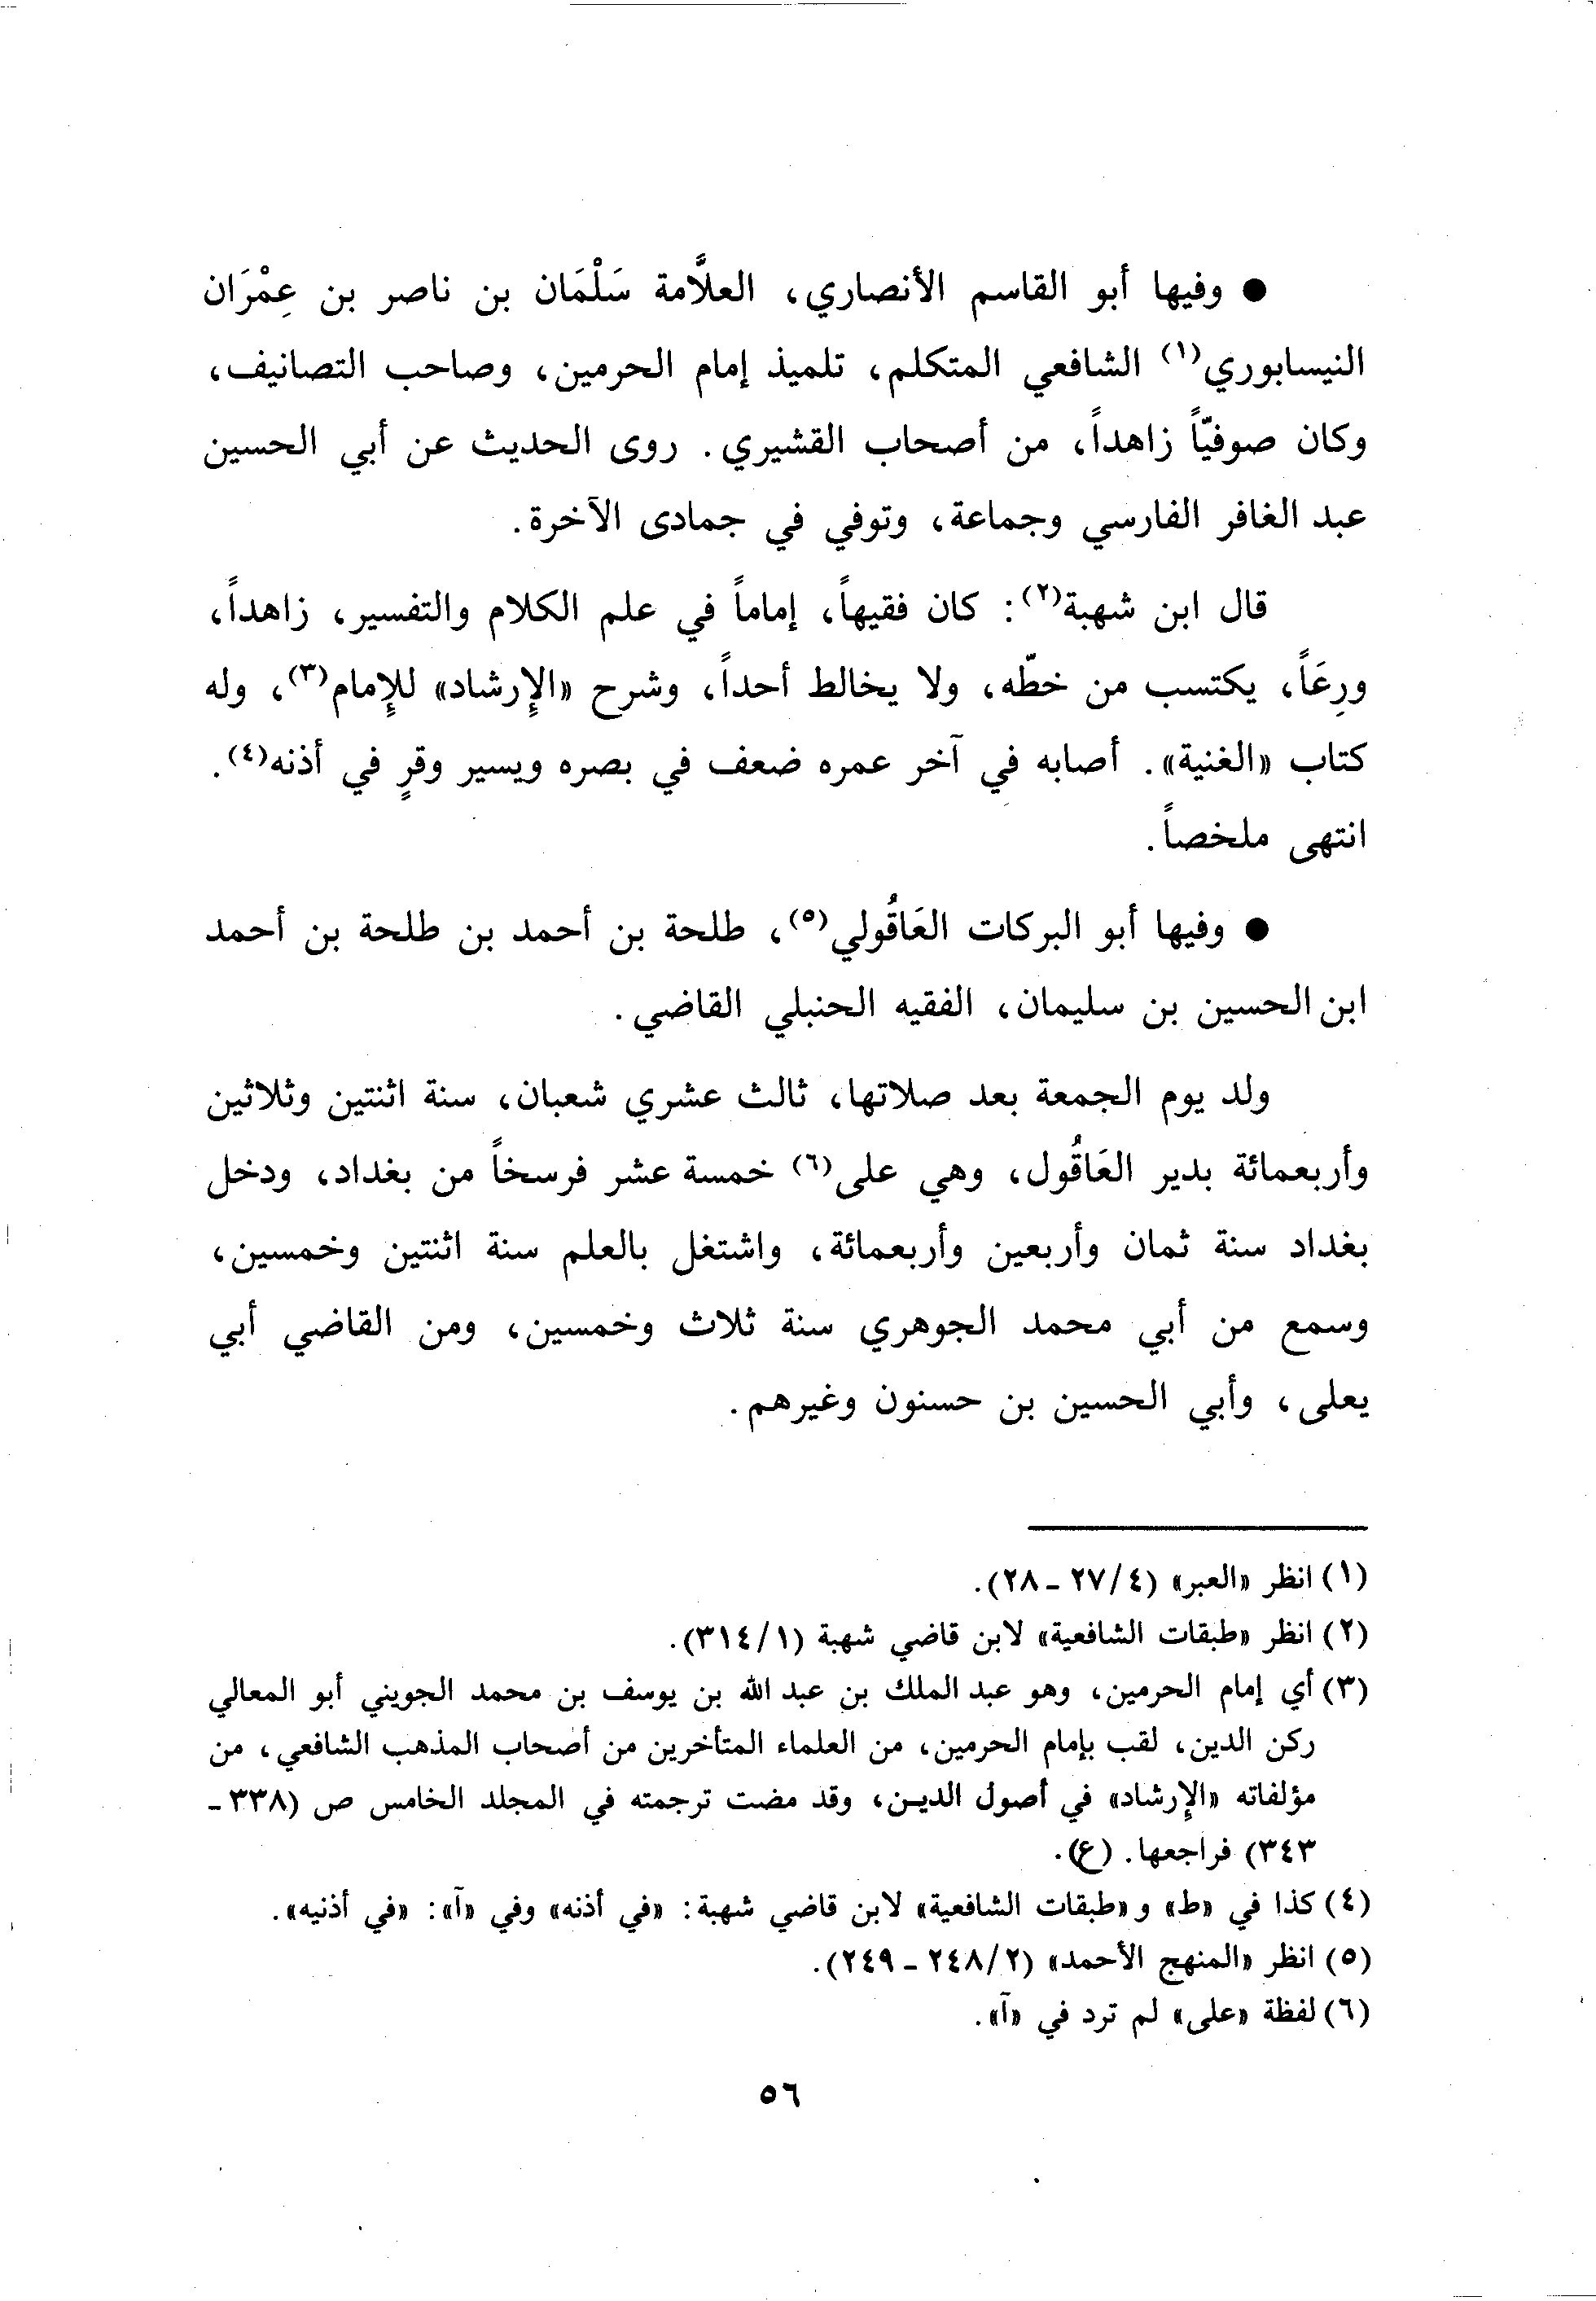 ● وفيها أبو القاسم الأنصاري، العلاَّمة سَلْمَان بن ناصر بن عِمْرَان
النيسابوري(١) الشافعي المتكلم، تلميذ إمام الحرمين، وصاحب التصانيف،
وكان صوفيّاً زاهداً، من أصحاب القشيري. روى الحديث عن أبي الحسين
عبد الغافر الفارسي وجماعة، وتوفي في جمادى الآخرة.
قال ابن شهبة(٢): كان فقيهاً، إماماً في علم الكلام والتفسير، زاهداً،
ورِعَاً، يكتسب من خطّه، ولا يخالط أحداً، وشرح «الإِرشاد» للإِمام(٣)، وله
كتاب «الغنية». أصابه في آخر عمره ضعف في بصره ويسير وقرٍ في أذنه(٤).
انتهى ملخصاً.
● وفيها أبو البركات العَاقُولي(٥)، طلحة بن أحمد بن طلحة بن أحمد
ابن الحسين بن سليمان، الفقيه الحنبلي القاضي.
ولد يوم الجمعة بعد صلاتها، ثالث عشري شعبان، سنة اثنتين وثلاثين
وأربعمائة بدير العَاقُول، وهي على(٦) خمسة عشر فرسخاً من بغداد، ودخل
بغداد سنة ثمان وأربعين وأربعمائة، واشتغل بالعلم سنة اثنتين وخمسين،
وسمع من أبي محمد الجوهري سنة ثلاث وخمسين، ومن القاضي أبي
يعلى، وأبي الحسين بن حسنون وغيرهم.
(١) انظر «العبر» (٤/٢٧ - ٢٨).
(٢) انظر «طبقات الشافعية» لابن قاضي شهبة (١/٣١٤).
(٣) أي إمام الحرمين، وهو عبد الملك بن عبد الله بن يوسف بن محمد الجويني أبو المعالي
ركن الدين، لقب بإمام الحرمين، من العلماء المتأخرين من أصحاب المذهب الشافعي، من
مؤلفاته «الإِرشاد» في أصول الديـن، وقد مضت ترجمته في المجلد الخامس ص (٣٣٨ -
٣٤٣) فراجعها. (ع).
(٤) كذا في «ط» و«طبقات الشافعية» لابن قاضي شهبة: «في أذنه» وفي «آ»: «في أذنيه».
(٥) انظر «المنهج الأحمد» (٢/٢٤٨ - ٢٤٩).
(٦) لفظة «على» لم ترد في «آ».
٥٦